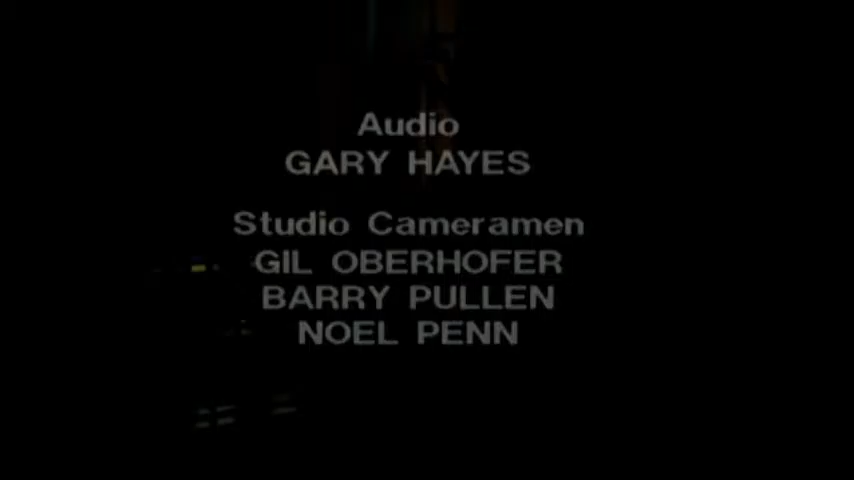 Audio
GARY HAYES
Studio Cameramen
GIL OBERHOFER
BARRY PULLEN
NOEL PENN